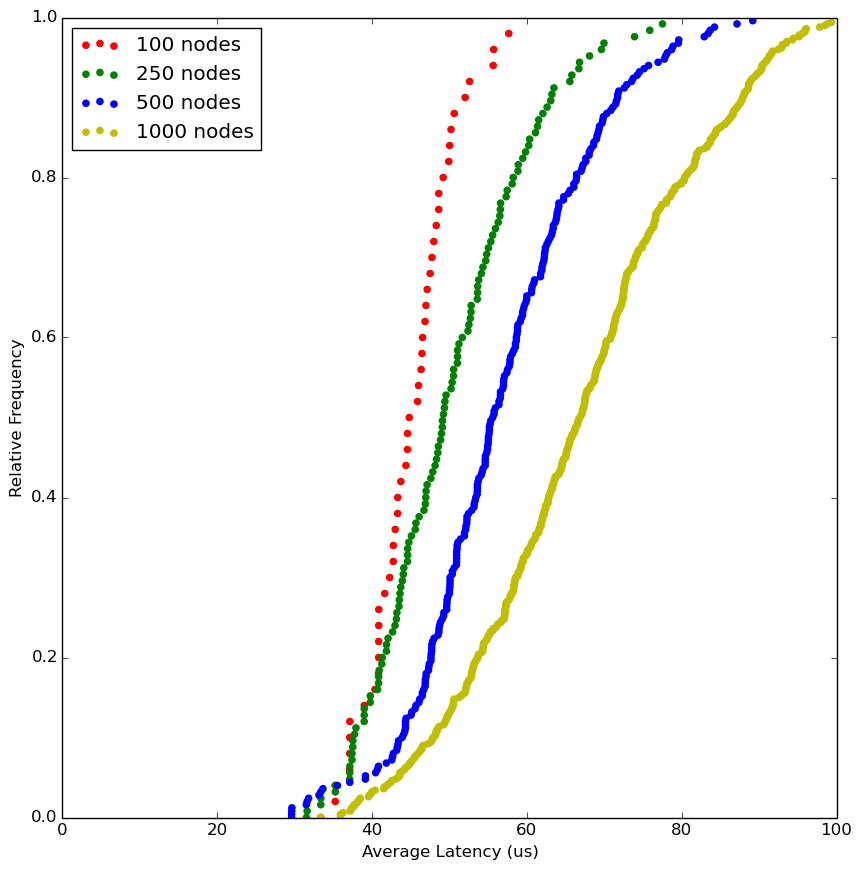 1.0
0.8
0.6
0.4
0.2
0.0
Relative Frequency
100 nodes
250 nodes
500 nodes
1000 nodes
0 20 40 60 80 100
Average Latency (us)